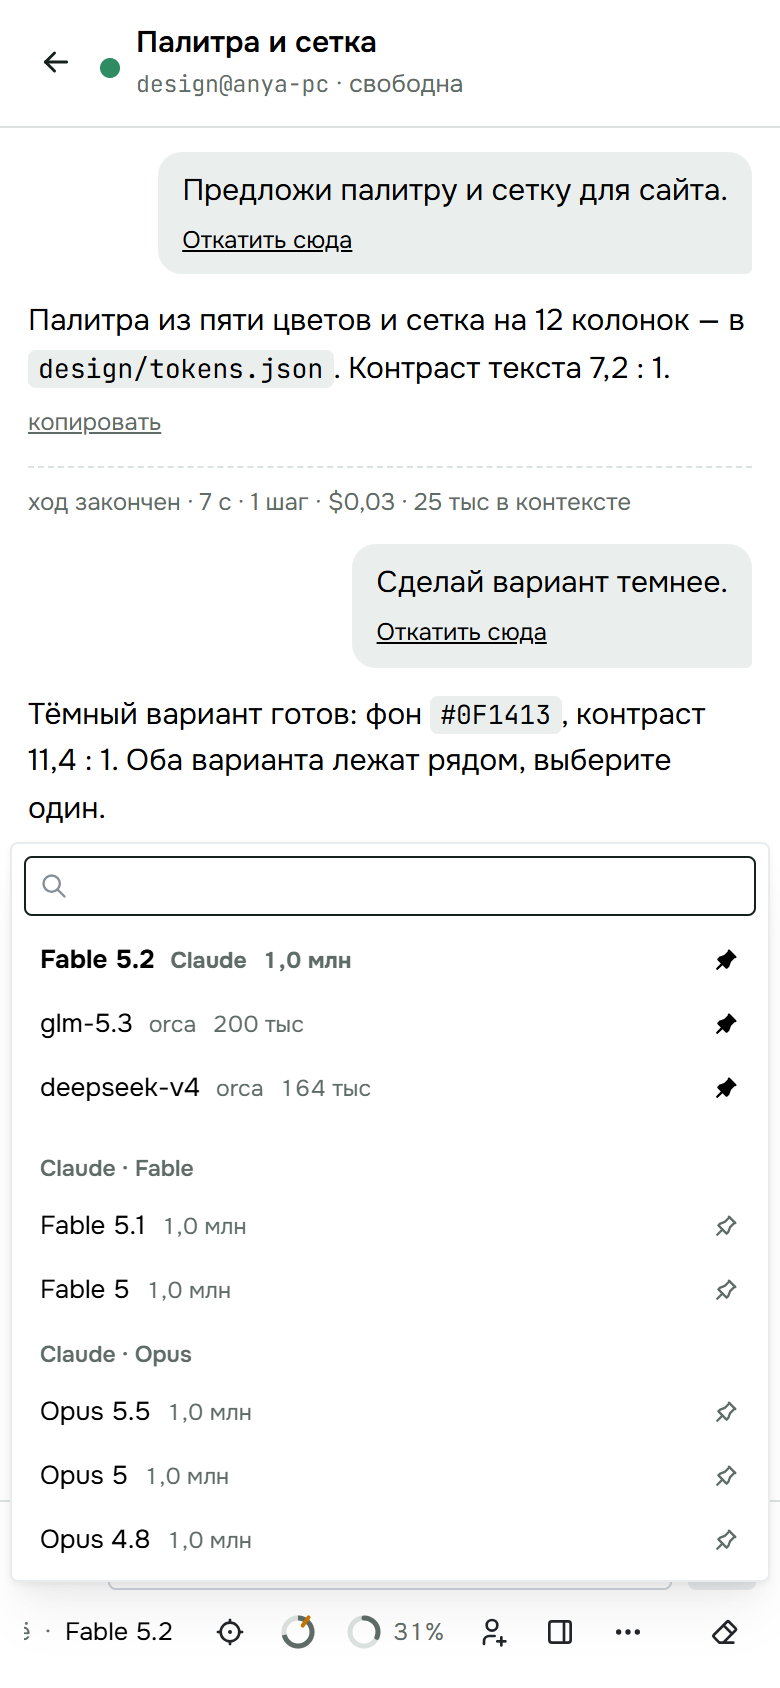 Палитра и сетка
design@anya-pc · свободна
Предложи палитру и сетку для сайта.
Откатить сюда
Палитра из пяти цветов и сетка на 12 колонок — в
design/tokens.json. Контраст текста 7,2 : 1.
копировать
ход закончен · 7 с · 1 шаг · $0,03 · 25 тыс в контексте
Сделай вариант темнее.
Откатить сюда
Тёмный вариант готов: фон #0F1413, контраст
11,4 : 1. Оба варианта лежат рядом, выберите
один.
Fable 5.2 Claude 1,0 млн
glm-5.3 orca 200 тыс
deepseek-v4 orca 164 тыс
Claude · Fable
Fable 5.1 1,0 млн
Fable 5 1,0 млн
Claude · Opus
Opus 5.5 1,0 млн
Opus 5 1,0 млн
Opus 4.8 1,0 млн
· Fable 5.2 31%